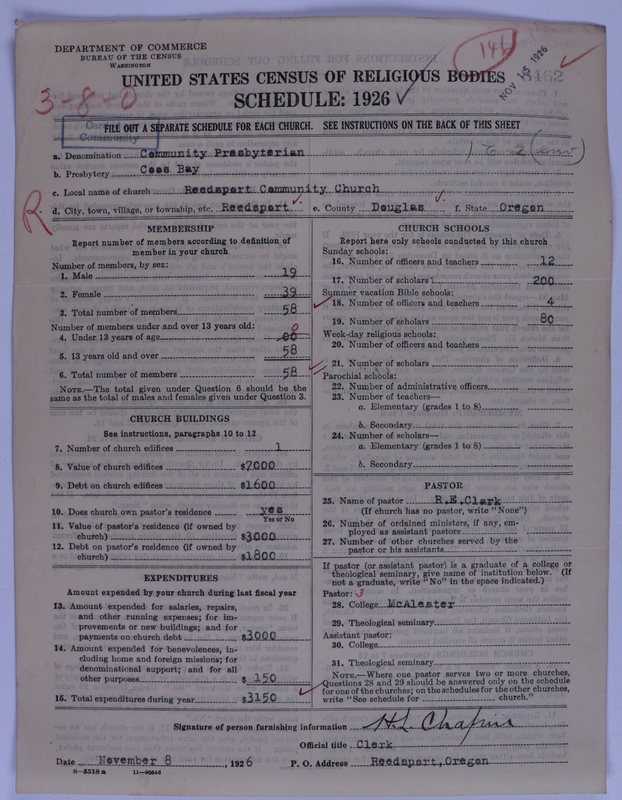 DEPARTMENT OF COMMERCE
BUREAU OF THE CENSUS
WASHINGTON
146
NOV 15 1926
8462
UNITED STATES CENSUS OF RELIGIOUS BODIES
3-8-0
SCHEDULE: 1926
FILL OUT A SEPARATE SCHEDULE FOR EACH CHURCH. SEE INSTRUCTIONS ON THE BACK OF THIS SHEET
Community
a. Denomination Community Presbyterian
b. Presbytery Coos Bay
c. Local name of church Reedsport Community Church
R
d. City, town, village, or township, etc. Reedsport e. County Douglas f. State Oregon
MEMBERSHIP
Report number of members according to definition of
member in your church
Number of members, by sex:
1. Male 19
2. Female 39
3. Total number of members 58
Number of members under and over 13 years old:
4. Under 13 years of age 0 00
5. 13 years old and over 58
6. Total number of members 58
NOTE.—The total given under Question 6 should be
same as the total of males and females given under Question 3.
CHURCH BUILDINGS
See instructions, paragraphs 10 to 12
7. Number of church edifices 1
8. Value of church edifices $7000
9. Debt on church edifices $1600
10. Does church own pastor's residence yes
Yes or No
11. Value of pastor's residence (if owned by
church) $3000
12. Debt on pastor's residence (if owned by
church) $1800
EXPENDITURES
Amount expended by your church during last fiscal year
13. Amount expended for salaries, repairs,
and other running expenses; for im-
provements or new buildings; and for
payments on church debt $3000
14. Amount expended for benevolences, in-
cluding home and foreign missions; for
denominational support; and for all
other purposes $ 150
15. Total expenditures during year $3150
CHURCH SCHOOLS
Report here only schools conducted by this church
Sunday schools:
16. Number of officers and teachers 12
17. Number of scholars 200
Summer vacation Bible schools:
18. Number of officers and teachers 4
19. Number of scholars 80
Week-day religious schools:
20. Number of officers and teachers
21. Number of scholars
Parochial schools:
22. Number of administrative officers
23. Number of teachers—
a. Elementary (grades 1 to 8)
b. Secondary
24. Number of scholars—
a. Elementary (grades 1 to 8)
b. Secondary
PASTOR
25. Name of pastor R.E.Clark
(If church has no pastor, write "None")
26. Number of ordained ministers, if any, em-
ployed as assistant pastors
27. Number of other churches served by the
pastor or his assistants
If pastor (or assistant pastor) is a graduate of a college or
theological seminary, give name of institution below. (If
not a graduate, write "No" in the space indicated.)
Pastor: 3
28. College McAlester
29. Theological seminary
Assistant pastor:
30. College
31. Theological seminary
NOTE.—Where one pastor serves two or more churches,
Questions 28 and 29 should be answered only on the schedule
for one of the churches; on the schedules for the other churches,
write "See schedule for church."
Signature of person furnishing information H.L. Chapin
Official title Clerk
Date November 8, 1926 P. O. Address Reedsport,Oregon
8-5518a